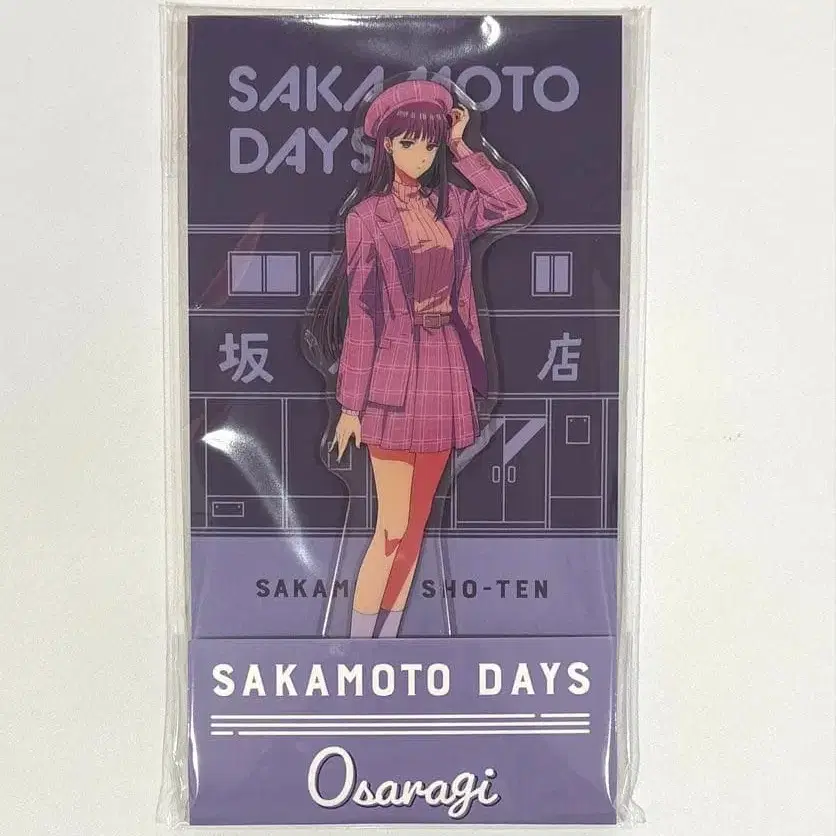 SAKAMOTO
DAYS
坂 店
SAKAM SHO-TEN
SAKAMOTO DAYS
Osaragi